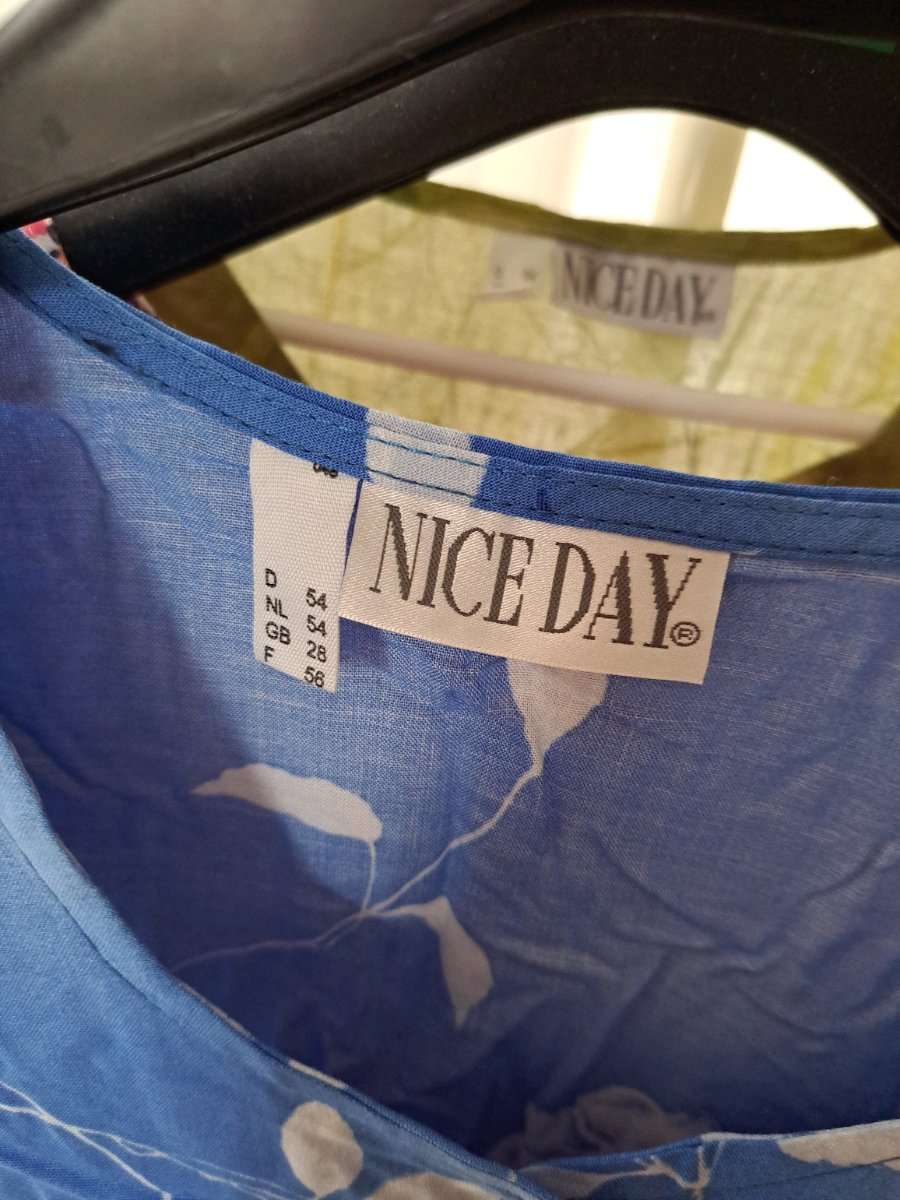 NICE DAY
NICE DAY®
D 54
NL 54
GB 28
F 56